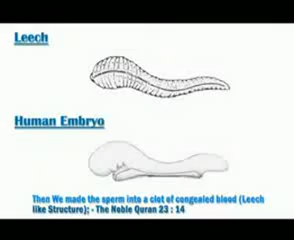 Leech
Human Embryo
Then We made the sperm into a clot of congealed blood (Leech
like Structure); - The Noble Quran 23 : 14